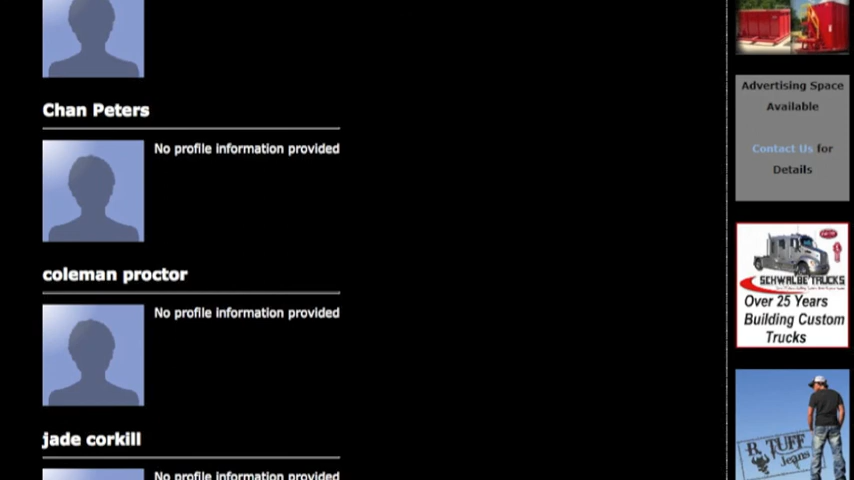 Chan Peters
No profile information provided
coleman proctor
No profile information provided
jade corkill
No profile information provided
Advertising Space
Available
Contact Us for
Details
SCHWALBE TRUCKS
Over 25 Years
Building Custom
Trucks
R. TUFF
Jeans